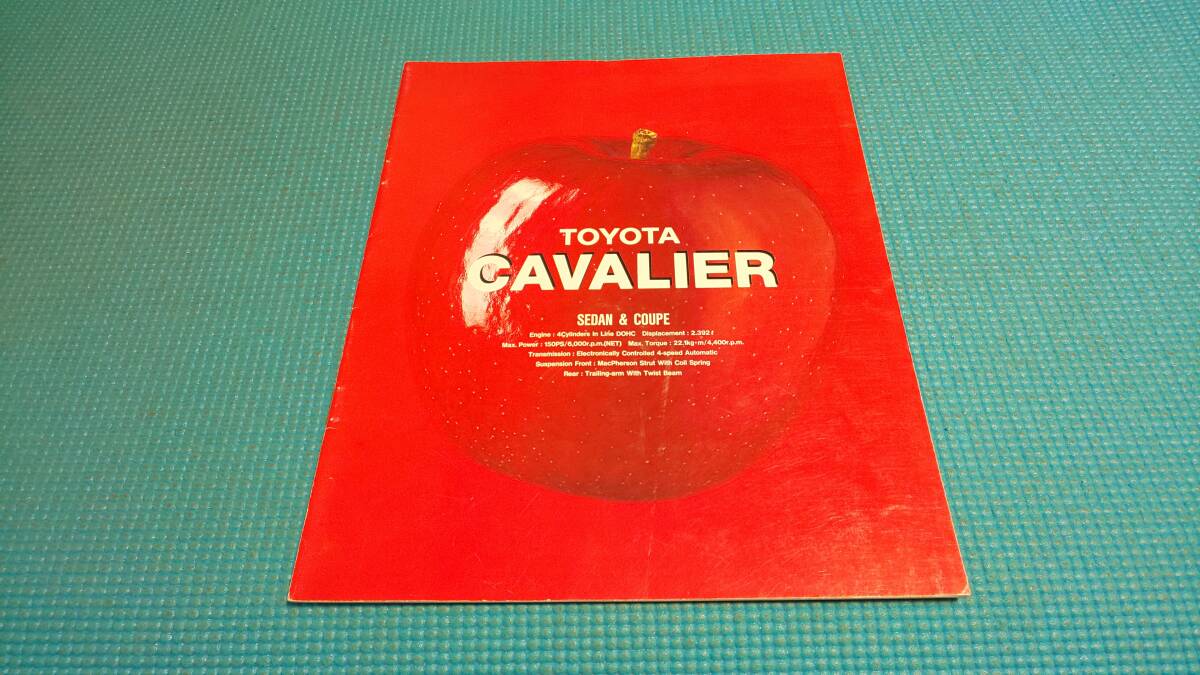 TOYOTA
CAVALIER
SEDAN & COUPE
Engine : 4Cylinders In Line DOHC Displacement : 2.392ℓ
Max. Power : 150PS/6,000r.p.m.(NET) Max. Torque : 22.1kg·m/4,400r.p.m.
Transmission : Electronically Controlled 4-speed Automatic
Suspension Front : MacPherson Strut With Coil Spring
Rear : Trailing-arm With Twist Beam